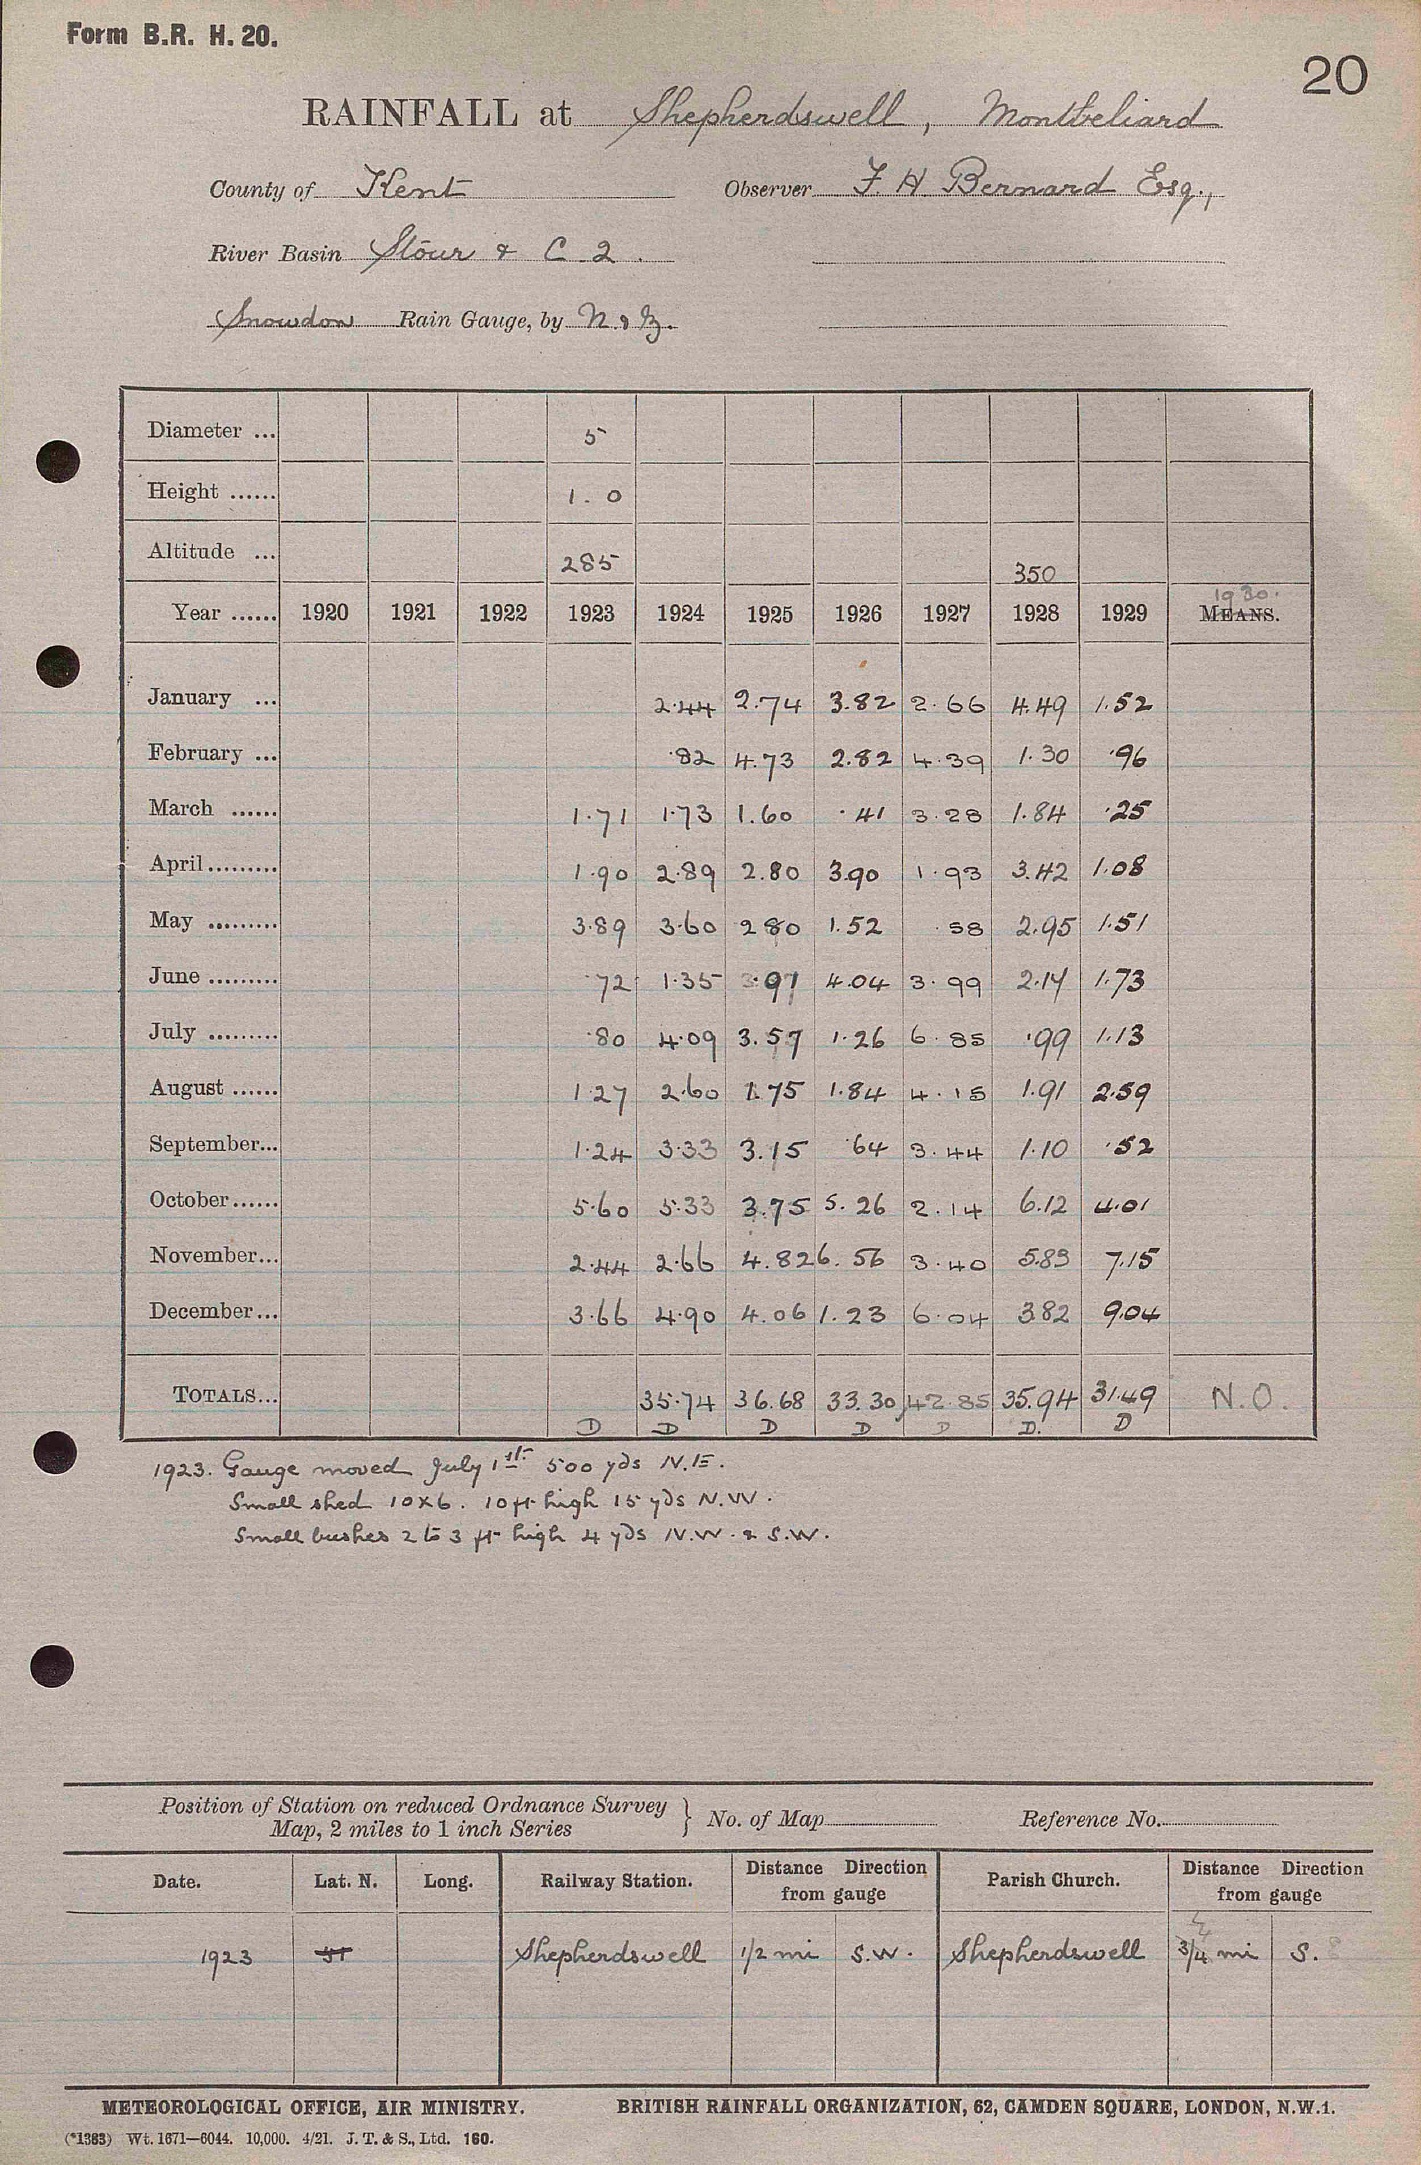 Form B.R. H. 20.
20
RAINFALL at Shepherdswell, Montbeliard
County of Kent Observer F. H. Bernard Esq.,
River Basin Stour & C 2.
Snowdon Rain Gauge, by N & Z.
Diameter ... 5
Height ...... 1.0
Altitude ... 285 350
1930.
Year ...... 1920 1921 1922 1923 1924 1925 1926 1927 1928 1929 MEANS.
January ... 2.44 2.74 3.82 2.66 4.49 1.52
February ... .82 4.73 2.82 4.39 1.30 .96
March ...... 1.71 1.73 1.60 .41 3.28 1.84 .25
April ......... 1.90 2.89 2.80 3.90 1.93 3.42 1.08
May ......... 3.89 3.60 2 80 1.52 .58 2.95 1.51
June ......... .72 1.35 .97 4.04 3.99 2.14 1.73
July ......... .80 4.09 3.57 1.26 6.85 .99 1.13
August ...... 1.27 2.60 1.75 1.84 4.15 1.91 2.59
September... 1.24 3.33 3.15 .64 3.44 1.10 .52
October ...... 5.60 5.33 3.75 5.26 2.14 6.12 4.01
November... 2.44 2.66 4.82 6.56 3.40 5.83 7.15
December ... 3.66 4.90 4.06 1.23 6.04 3.82 9.04
TOTALS... 35.74 36.68 33.30 42.85 35.94 31.49 N.O.
D D D D D D. D
1923. Gauge moved July 1st 500 yds N.E.
Small shed 10x6. 10 ft high 15 yds N.W.
Small bushes 2 to 3 ft high 4 yds N.W. & S.W.
Position of Station on reduced Ordnance Survey
Map, 2 miles to 1 inch Series } No. of Map Reference No.
Date. Lat. N. Long. Railway Station. Distance Direction from gauge Parish Church. Distance Direction from gauge
1923 51 Shepherdswell 1/2 mi S.W. Shepherdswell 3/4 mi S.
METEOROLOGICAL OFFICE, AIR MINISTRY. BRITISH RAINFALL ORGANIZATION, 62, CAMDEN SQUARE, LONDON, N.W.1.
(*1383) Wt. 1671—6044. 10,000. 4/21. J. T. & S., Ltd. 160.